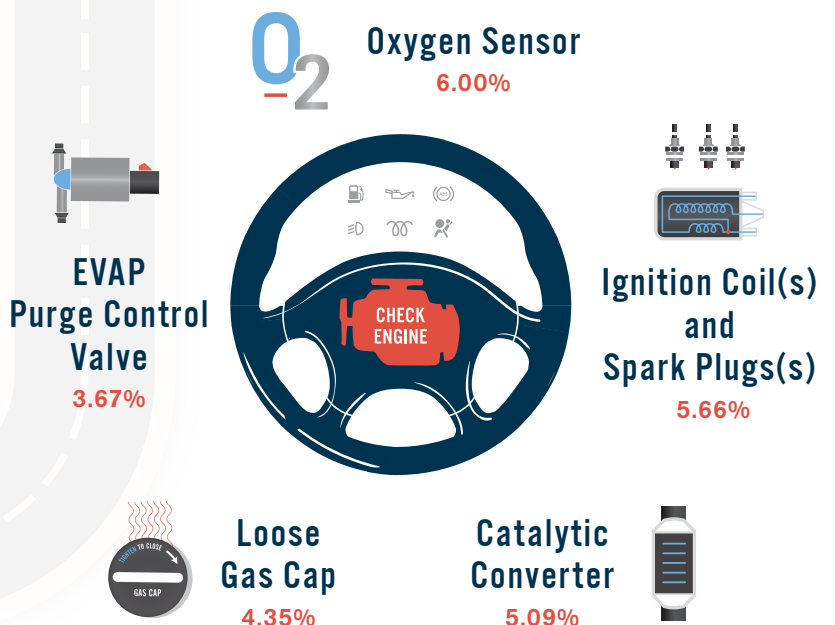 O2
Oxygen Sensor
6.00%
EVAP
Purge Control
Valve
3.67%
ABS
CHECK
ENGINE
Ignition Coil(s)
and
Spark Plugs(s)
5.66%
TIGHTEN TO CLOSE
GAS CAP
Loose
Gas Cap
4.35%
Catalytic
Converter
5.09%